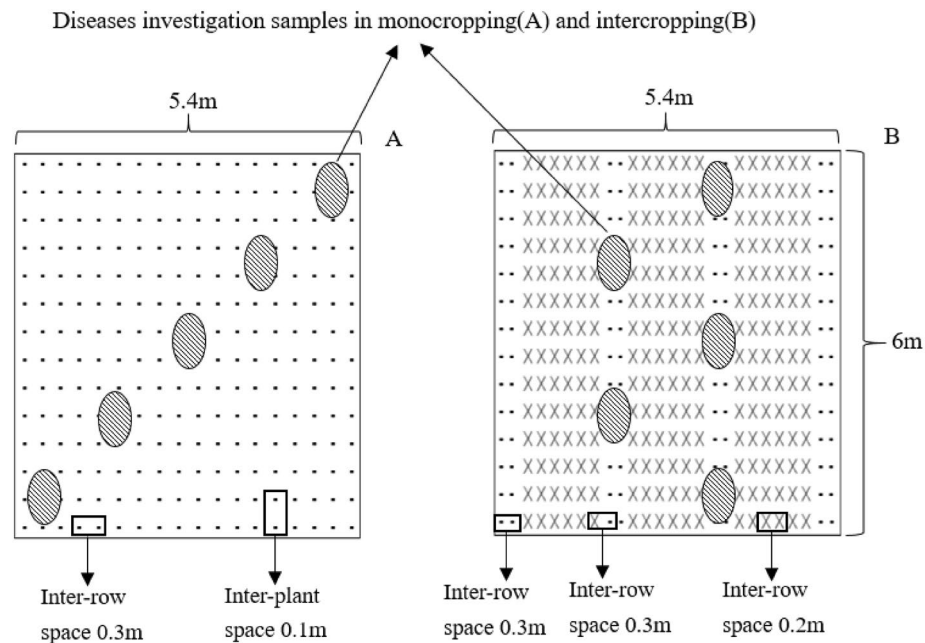 Diseases investigation samples in monocropping(A) and intercropping(B)
5.4m
5.4m
A
B
6m
Inter-row
space 0.3m
Inter-plant
space 0.1m
Inter-row
space 0.3m
Inter-row
space 0.3m
Inter-row
space 0.2m